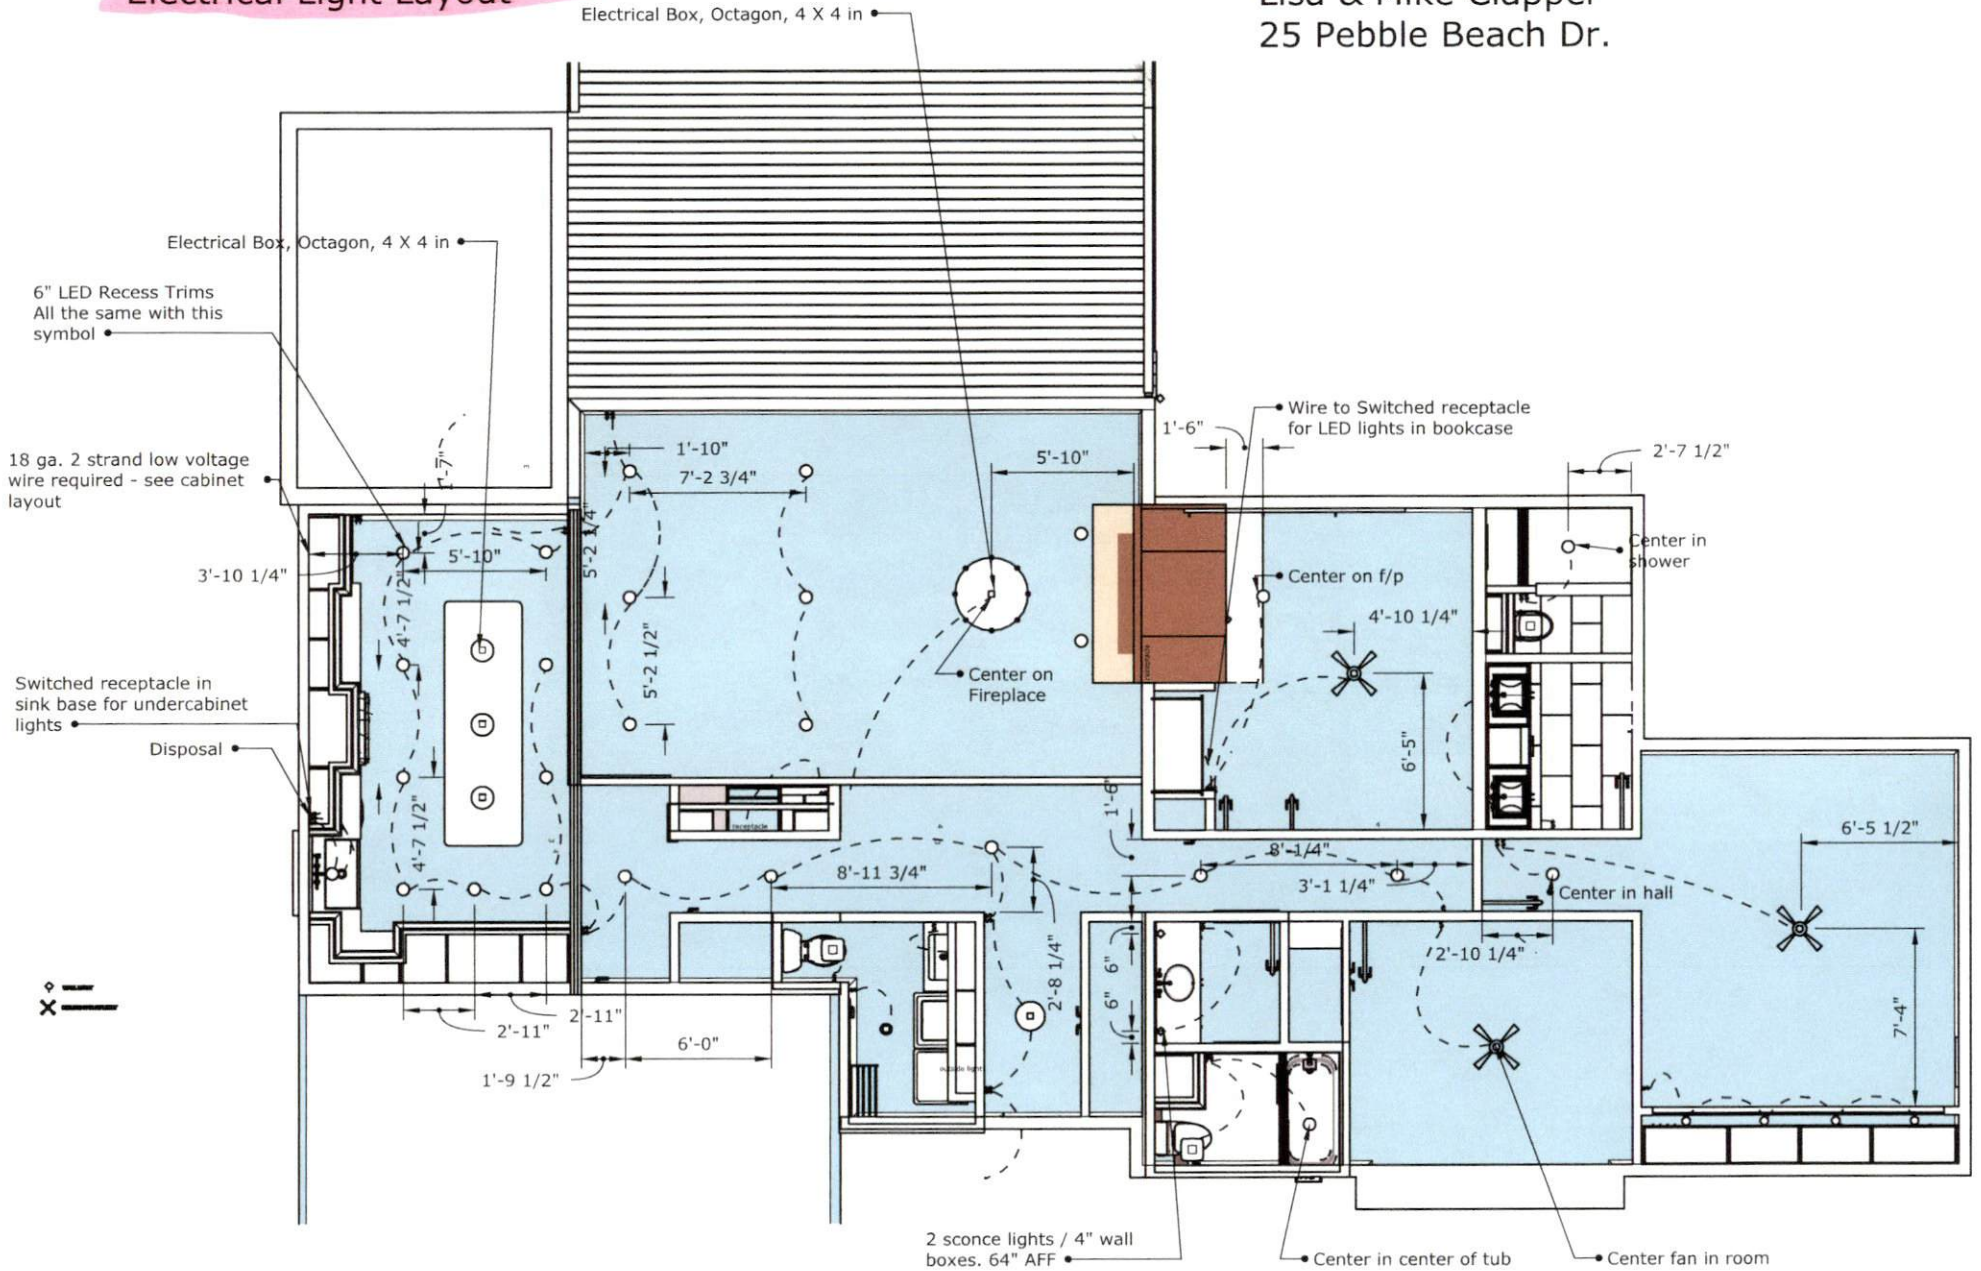 Electrical Light Layout
Electrical Box, Octagon, 4 X 4 in
Lisa & Mike Clapper
25 Pebble Beach Dr.
Electrical Box, Octagon, 4 X 4 in
6" LED Recess Trims
All the same with this
symbol
18 ga. 2 strand low voltage
wire required - see cabinet
layout
Switched receptacle in
sink base for undercabinet
lights
Disposal
Wire to Switched receptacle
for LED lights in bookcase
1'-6"
2'-7 1/2"
1'-10"
7'-2 3/4"
5'-10"
1'-7"
5'-2 1/4"
3'-10 1/4"
5'-10"
4'-7 1/2"
5'-2 1/2"
Center on
Fireplace
Center on f/p
4'-10 1/4"
Center in
shower
6'-5"
receptacle
4'-7 1/2"
receptacle
1'-6"
8'-11 3/4"
8'-1/4"
3'-1 1/4"
Center in hall
6'-5 1/2"
2'-10 1/4"
2'-8 1/4"
6"
6"
7'-4"
2'-11"
2'-11"
6'-0"
1'-9 1/2"
outside light
2 sconce lights / 4" wall
boxes. 64" AFF
Center in center of tub
Center fan in room